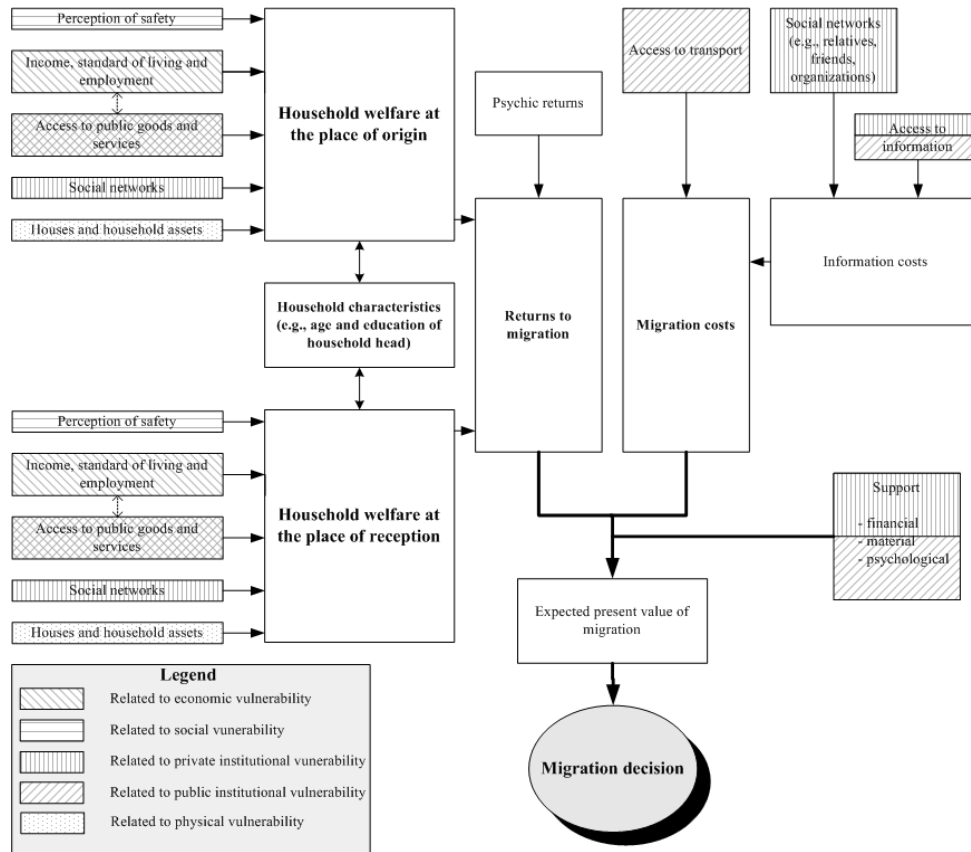 Perception of safety
Income, standard of living and
employment
Access to public goods and
services
Social networks
Houses and household assets
Household welfare at
the place of origin
Psychic returns
Access to transport
Social networks
(e.g., relatives,
friends,
organizations)
Access to
information
Household characteristics
(e.g., age and education of
household head)
Returns to
migration
Migration costs
Information costs
Perception of safety
Income, standard of living and
employment
Access to public goods and
services
Social networks
Houses and household assets
Household welfare at
the place of reception
Support
- financial
- material
- psychological
Expected present value of
migration
Migration decision
Legend
Related to economic vulnerability
Related to social vunerability
Related to private institutional vunerability
Related to public institutional vulnerability
Related to physical vulnerability